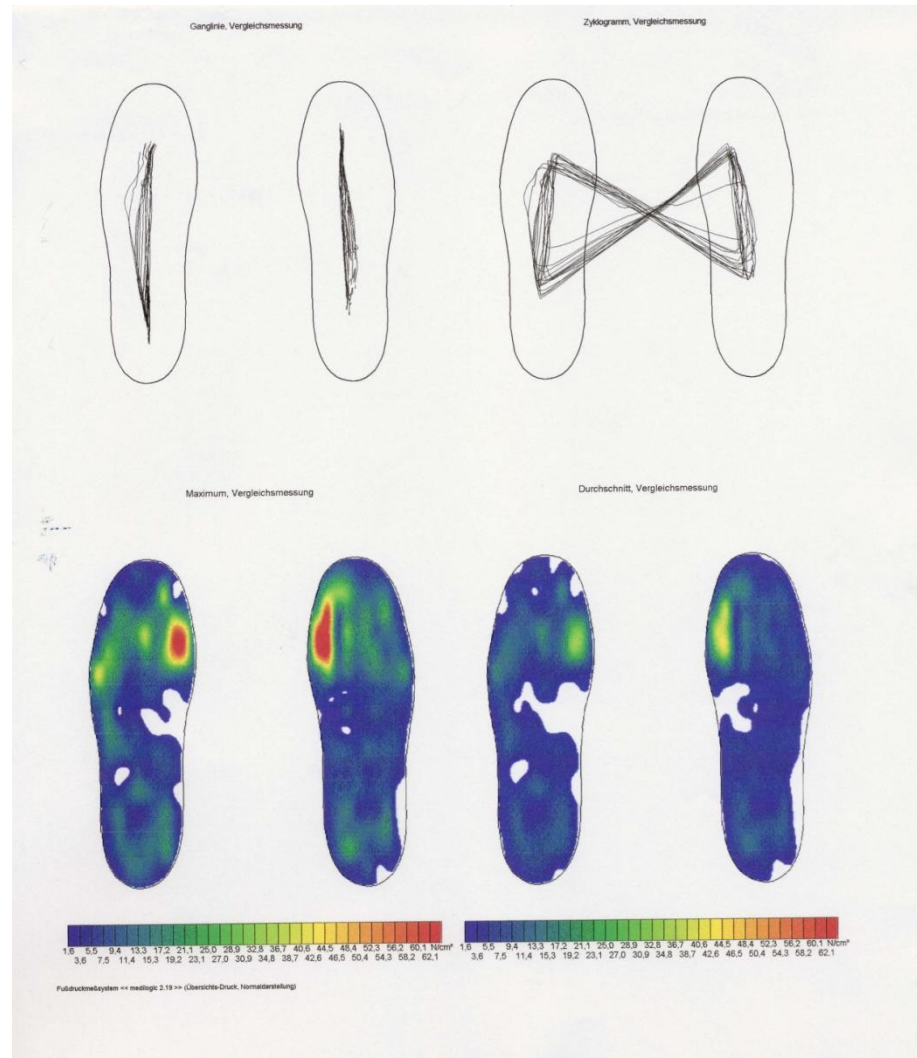 Ganglinie, Vergleichsmessung
Zyklogramm, Vergleichsmessung
Maximum, Vergleichsmessung
Durchschnitt, Vergleichsmessung
1,6 5,5 9,4 13,3 17,2 21,1 25,0 28,9 32,8 36,7 40,6 44,5 48,4 52,3 56,2 60,1 N/cm²
3,6 7,5 11,4 15,3 19,2 23,1 27,0 30,9 34,8 38,7 42,6 46,5 50,4 54,3 58,2 62,1
1,6 5,5 9,4 13,3 17,2 21,1 25,0 28,9 32,8 36,7 40,6 44,5 48,4 52,3 56,2 60,1 N/cm²
3,6 7,5 11,4 15,3 19,2 23,1 27,0 30,9 34,8 38,7 42,6 46,5 50,4 54,3 58,2 62,1
Fußdruckmeßsystem << medilogic 2.19 >> (Übersichts-Druck, Normaldarstellung)